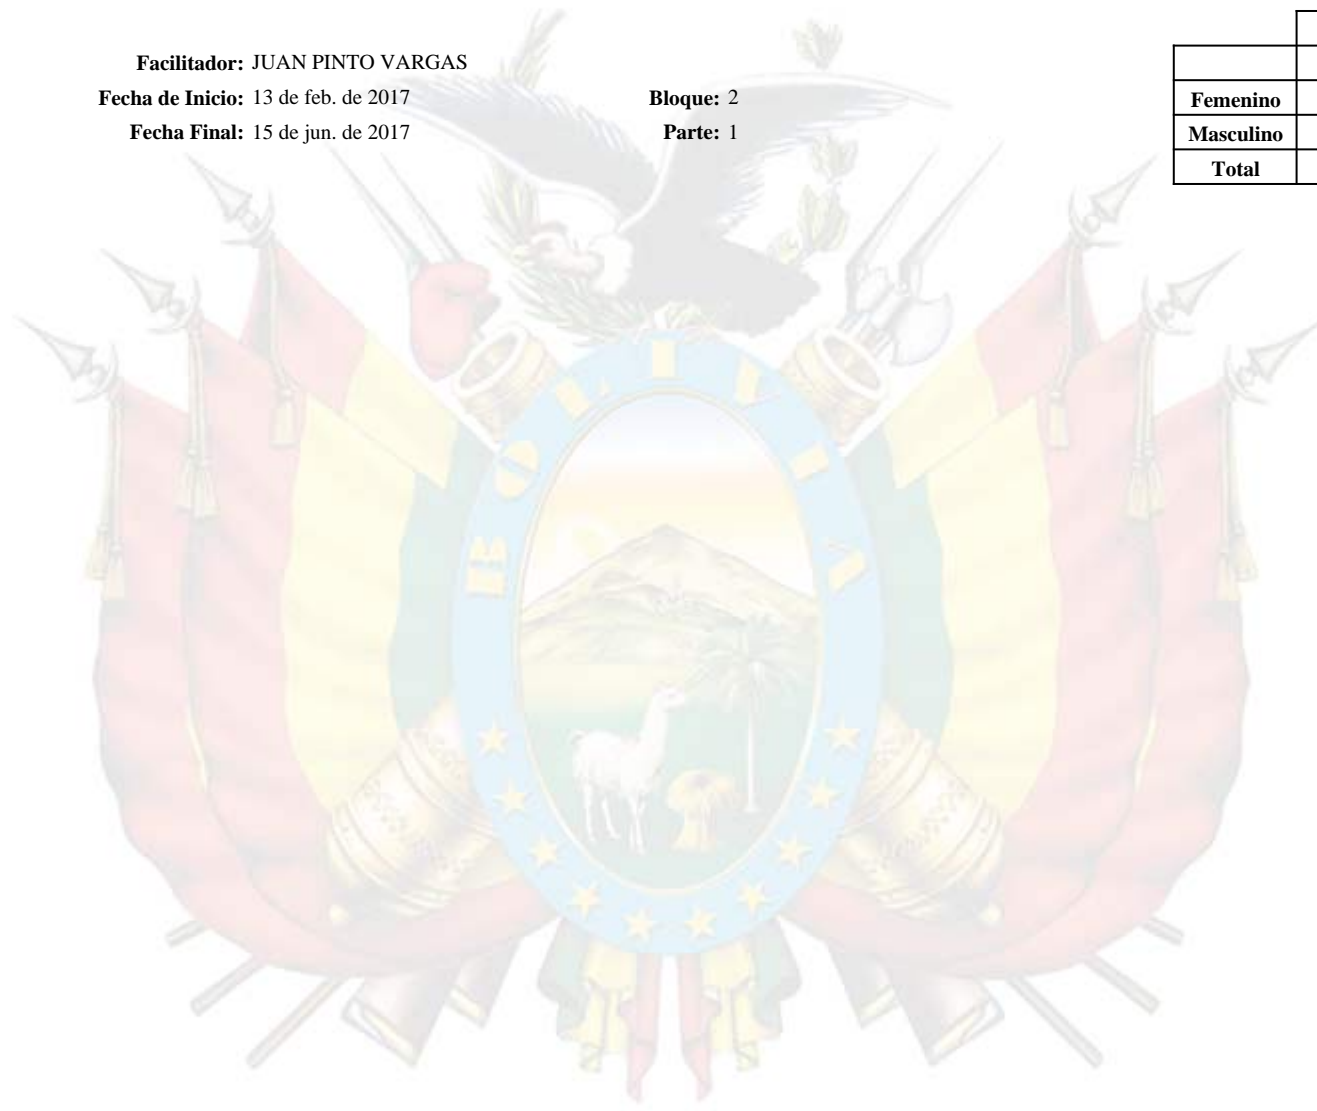 Facilitador: JUAN PINTO VARGAS
Fecha de Inicio: 13 de feb. de 2017 Bloque: 2
Fecha Final: 15 de jun. de 2017 Parte: 1
Femenino
Masculino
Total
BOLIVIA